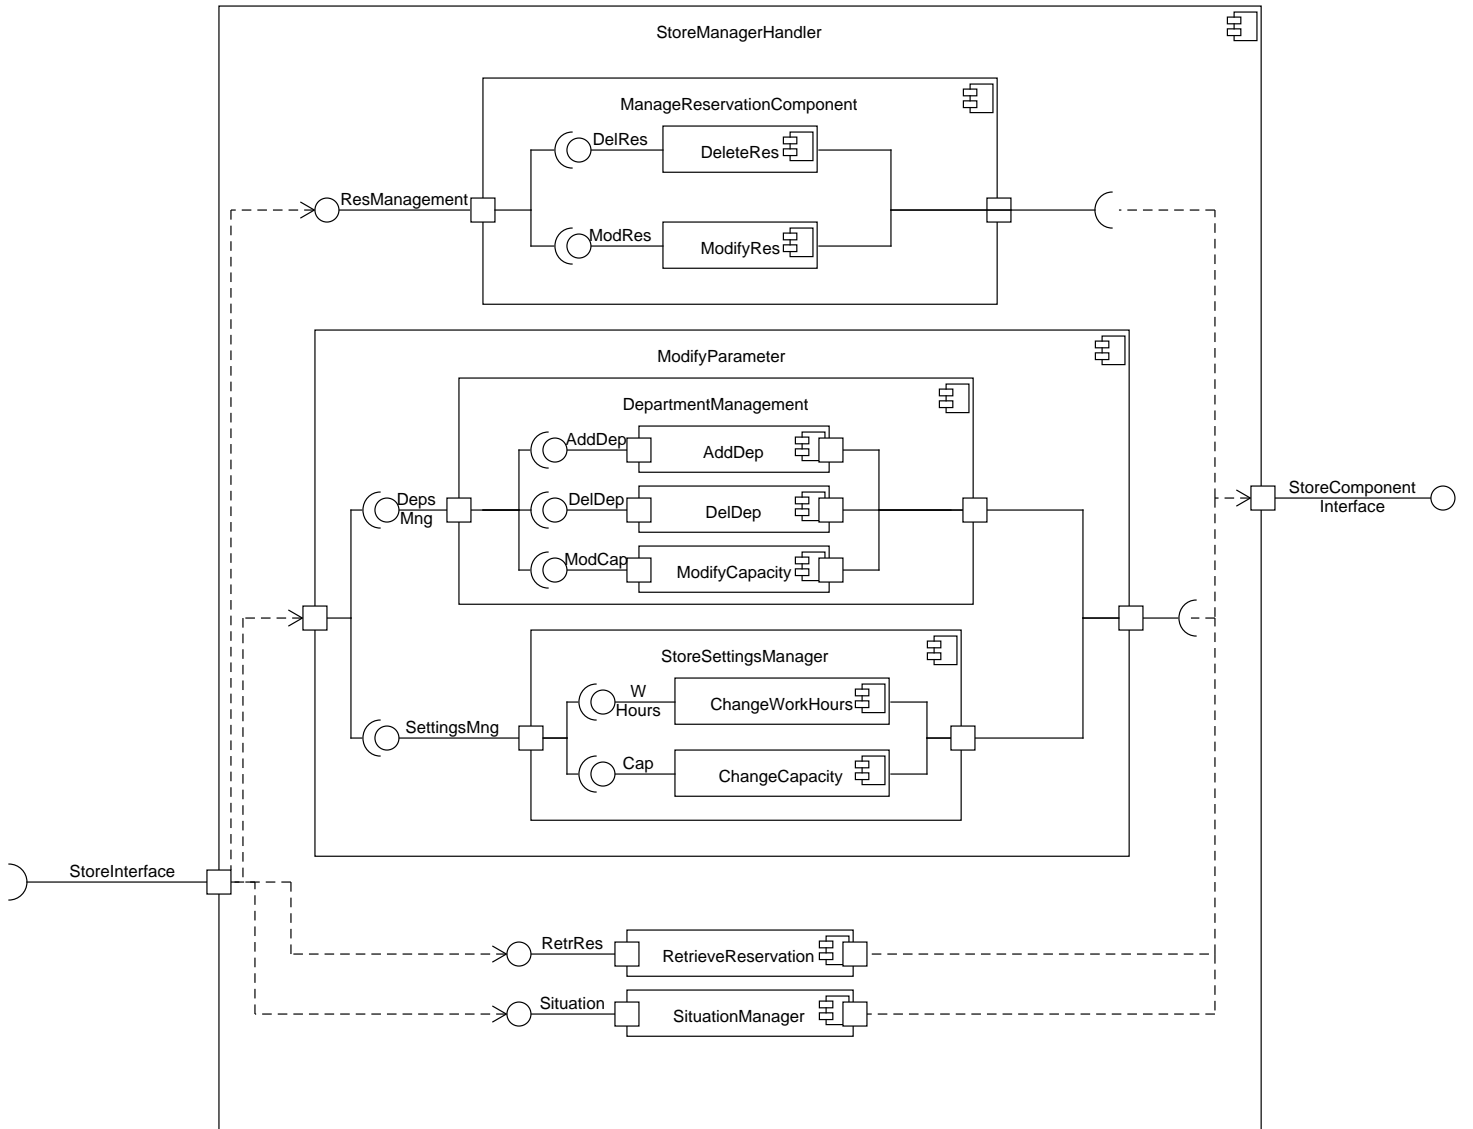 StoreManagerHandler
ManageReservationComponent
DelRes
DeleteRes
ResManagement
ModRes
ModifyRes
ModifyParameter
DepartmentManagement
AddDep
AddDep
Deps
Mng
DelDep
DelDep
StoreComponent
Interface
ModCap
ModifyCapacity
StoreSettingsManager
W
Hours
ChangeWorkHours
SettingsMng
Cap
ChangeCapacity
StoreInterface
RetrRes
RetrieveReservation
Situation
SituationManager